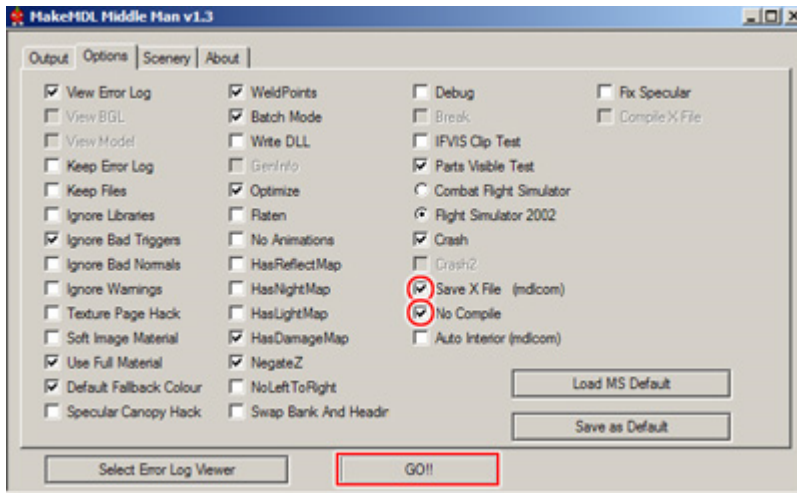 MakeMDL Middle Man v1.3
Output Options Scenery About
View Error Log
View BGL
View Model
Keep Error Log
Keep Files
Ignore Libraries
Ignore Bad Triggers
Ignore Bad Normals
Ignore Warnings
Texture Page Hack
Soft Image Material
Use Full Material
Default Fallback Colour
Specular Canopy Hack
WeldPoints
Batch Mode
Write DLL
GenInfo
Optimize
Flaten
No Animations
HasReflectMap
HasNightMap
HasLightMap
HasDamageMap
NegateZ
NoLeftToRight
Swap Bank And Headir
Debug
Break
IFVIS Clip Test
Parts Visible Test
Combat Flight Simulator
Flight Simulator 2002
Crash
Crash2
Save X File (mdlcom)
No Compile
Auto Interior (mdlcom)
Fix Specular
Compile X File
Load MS Default
Save as Default
Select Error Log Viewer
GO!!